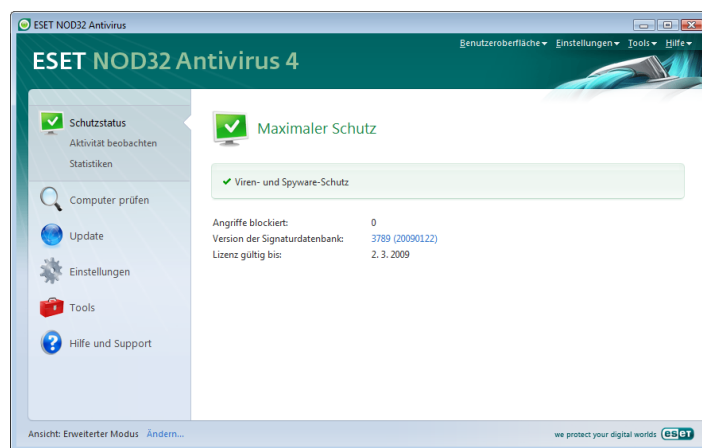 ESET NOD32 Antivirus
Benutzeroberfläche Einstellungen Tools Hilfe
ESET NOD32 Antivirus 4
Schutzstatus
Aktivität beobachten
Statistiken
Computer prüfen
Update
Einstellungen
Tools
Hilfe und Support
Maximaler Schutz
Viren- und Spyware-Schutz
Angriffe blockiert: 0
Version der Signaturdatenbank: 3789 (20090122)
Lizenz gültig bis: 2. 3. 2009
Ansicht: Erweiterter Modus Ändern...
we protect your digital worlds eset